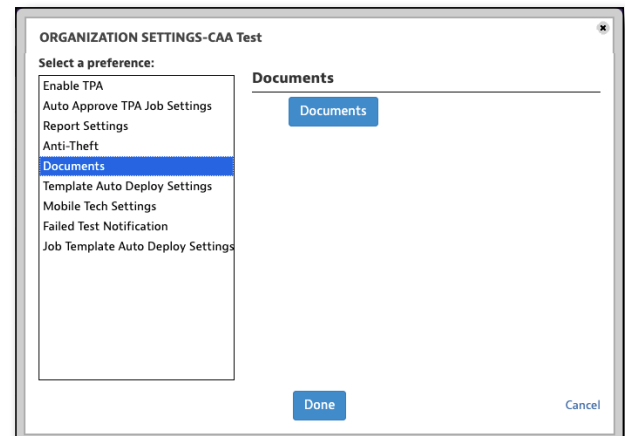 ORGANIZATION SETTINGS-CAA Test
Select a preference:
Enable TPA
Auto Approve TPA Job Settings
Report Settings
Anti-Theft
Documents
Template Auto Deploy Settings
Mobile Tech Settings
Failed Test Notification
Job Template Auto Deploy Settings
Documents
Documents
Done
Cancel